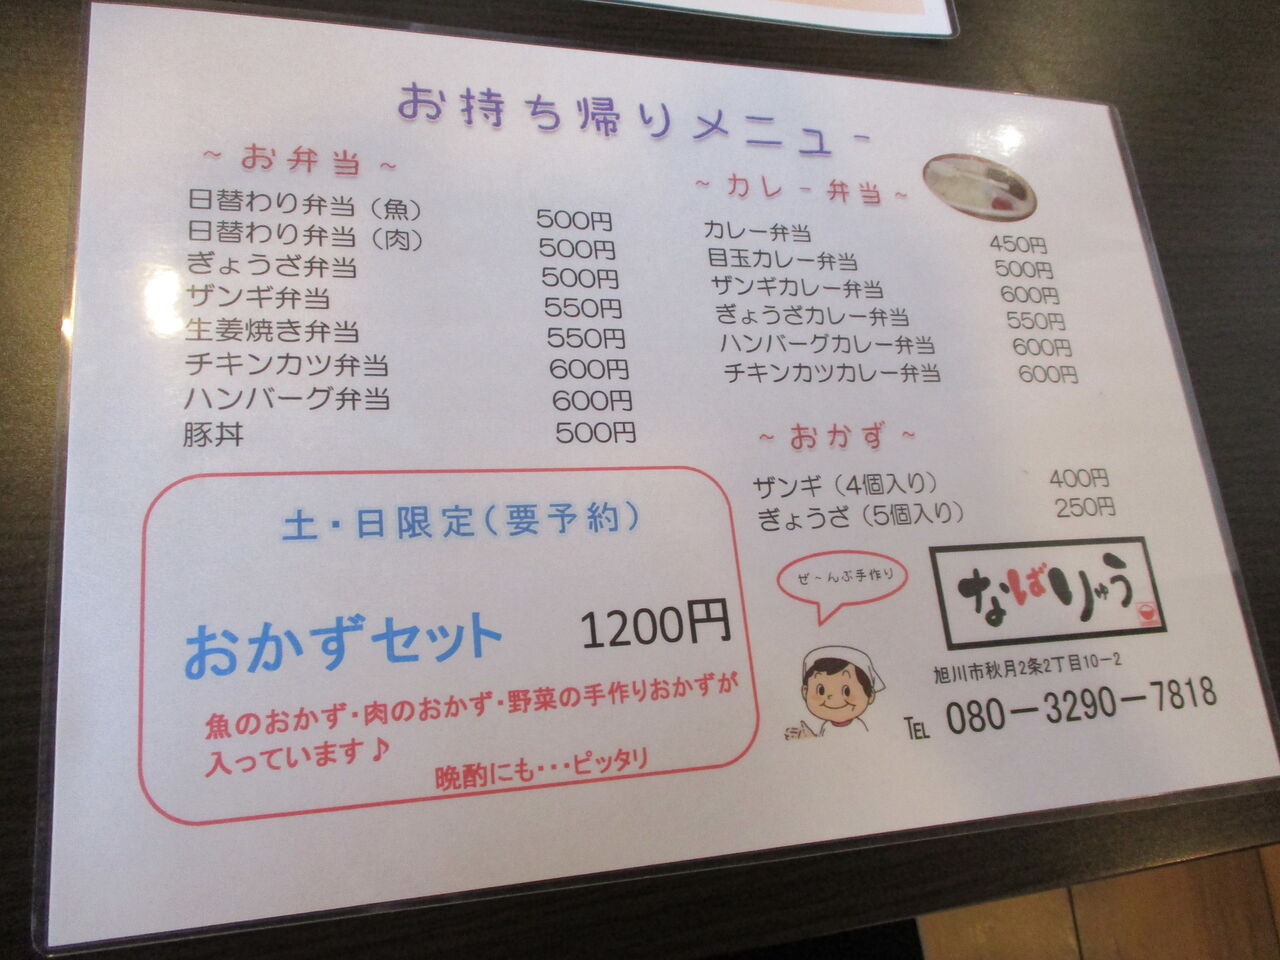 お持ち帰りメニュー
～お弁当～
日替わり弁当（魚） 500円
日替わり弁当（肉） 500円
ぎょうざ弁当 500円
ザンギ弁当 550円
生姜焼き弁当 550円
チキンカツ弁当 600円
ハンバーグ弁当 600円
豚丼 500円
～カレー弁当～
カレー弁当 450円
目玉カレー弁当 500円
ザンギカレー弁当 600円
ぎょうざカレー弁当 550円
ハンバーグカレー弁当 600円
チキンカツカレー弁当 600円
～おかず～
ザンギ（4個入り） 400円
ぎょうざ（5個入り） 250円
土・日限定（要予約）
おかずセット 1200円
魚のおかず・肉のおかず・野菜の手作りおかずが
入っています♪
晩酌にも・・・ピッタリ
ぜ～んぶ手作り
なばりゅう
旭川市秋月2条2丁目10－2
TEL 080－3290－7818